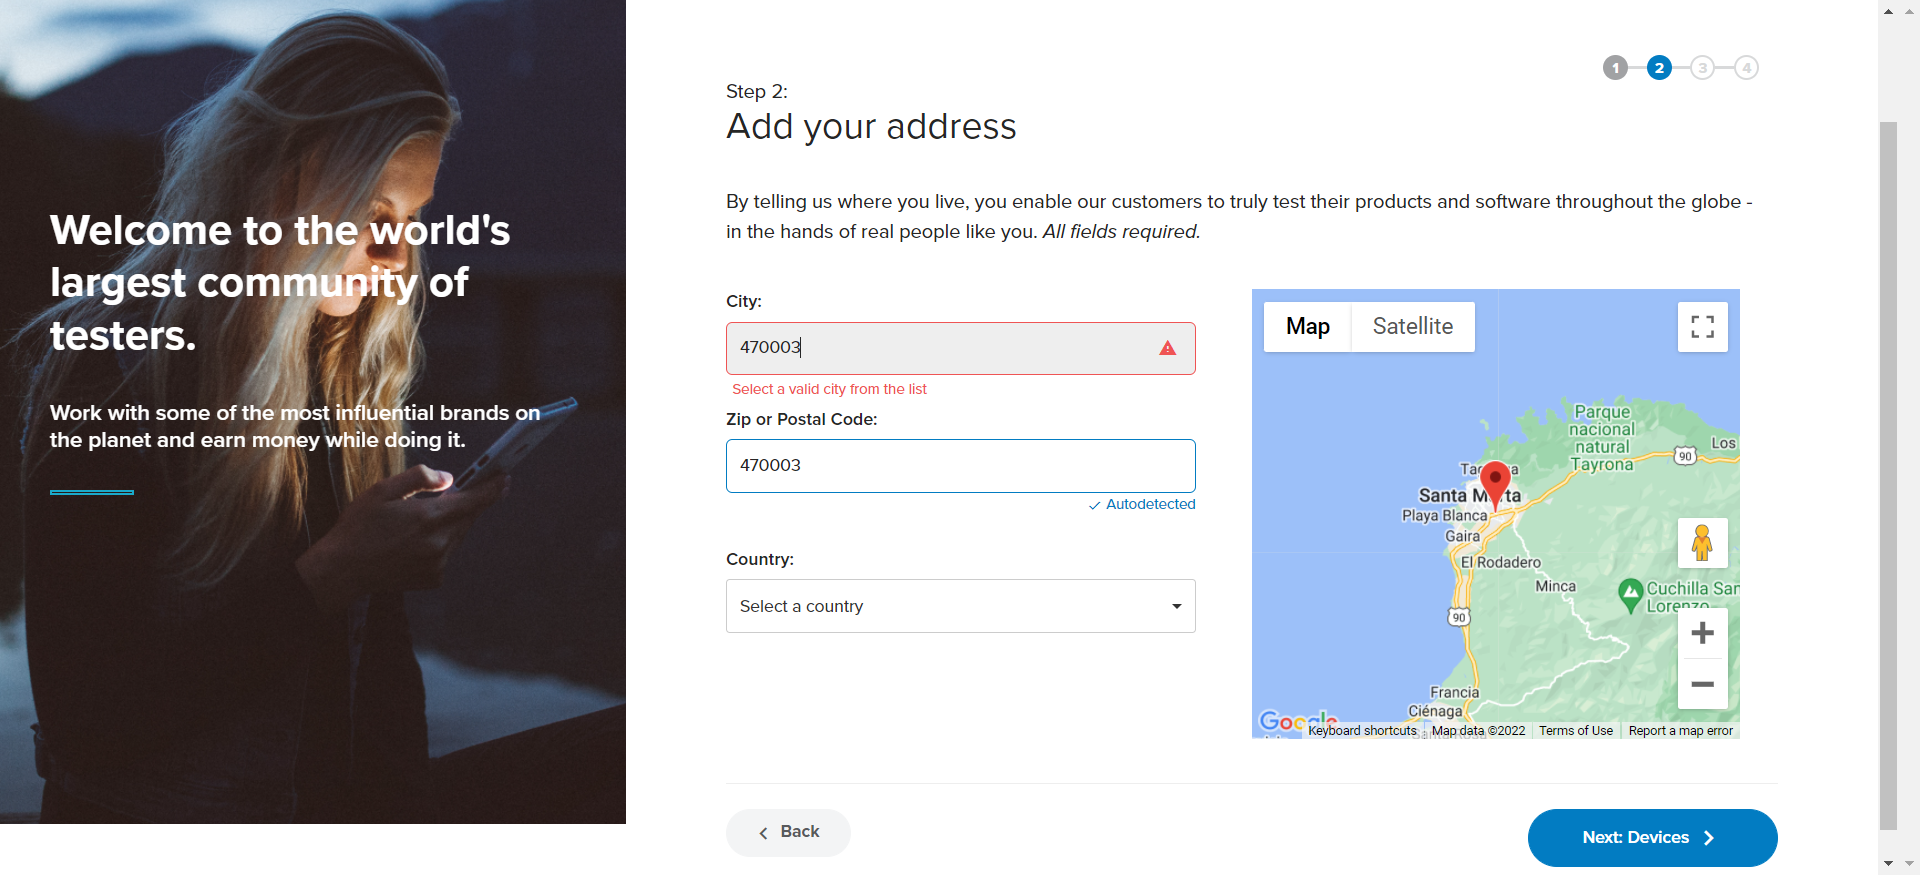 Welcome to the world's
largest community of
testers.
Work with some of the most influential brands on
the planet and earn money while doing it.
1 2 3 4
Step 2:
Add your address
By telling us where you live, you enable our customers to truly test their products and software throughout the globe -
in the hands of real people like you. All fields required.
City:
470003
Select a valid city from the list
Zip or Postal Code:
470003
Autodetected
Country:
Select a country
Map Satellite
Parque
nacional
natural
Tayrona
Los
90
Santa
Playa Blanca
Gaira
El Rodadero
Minca
Cuchilla San
Lorenzo
90
Francia
Ciénaga
Google
Keyboard shortcuts Map data ©2022 Terms of Use Report a map error
Back
Next: Devices